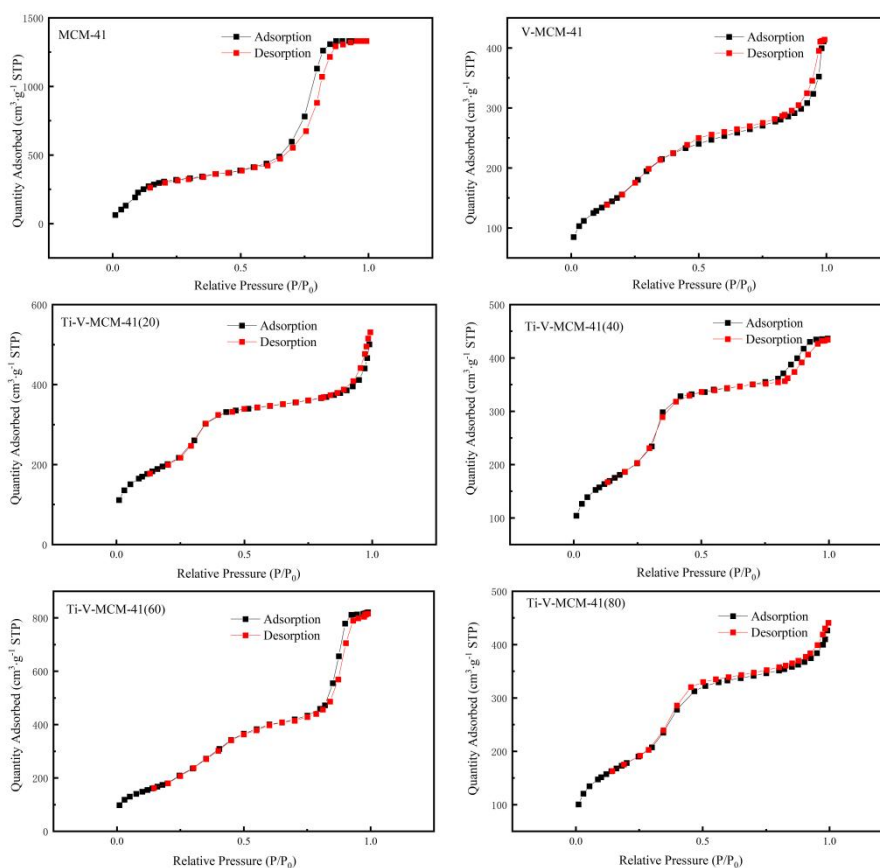 MCM-41
Adsorption
Desorption
Quantity Adsorbed (cm³·g⁻¹ STP)
1500
1000
500
0
0.0 0.5 1.0
Relative Pressure (P/P₀)
V-MCM-41
Adsorption
Desorption
Quantity Adsorbed (cm³·g⁻¹ STP)
400
300
200
100
0.0 0.5 1.0
Relative Pressure (P/P₀)
Ti-V-MCM-41(20)
Adsorption
Desorption
Quantity Adsorbed (cm³·g⁻¹ STP)
600
400
200
0
0.0 0.5 1.0
Relative Pressure (P/P₀)
Ti-V-MCM-41(40)
Adsorption
Desorption
Quantity Adsorbed (cm³·g⁻¹ STP)
500
400
300
200
100
0.0 0.5 1.0
Relative Pressure (P/P₀)
Ti-V-MCM-41(60)
Adsorption
Desorption
Quantity Adsorbed (cm³·g⁻¹ STP)
800
600
400
200
0
0.0 0.5 1.0
Relative Pressure (P/P₀)
Ti-V-MCM-41(80)
Adsorption
Desorption
Quantity Adsorbed (cm³·g⁻¹ STP)
500
400
300
200
100
0.0 0.5 1.0
Relative Pressure (P/P₀)